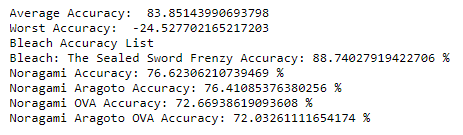 Average Accuracy:  83.85143990693798
Worst Accuracy:  -24.527702165217203
Bleach Accuracy List
Bleach: The Sealed Sword Frenzy Accuracy: 88.74027919422706 %
Noragami Accuracy: 76.62306210739469 %
Noragami Aragoto Accuracy: 76.41085376380256 %
Noragami OVA Accuracy: 72.66938619093608 %
Noragami Aragoto OVA Accuracy: 72.03261111654174 %